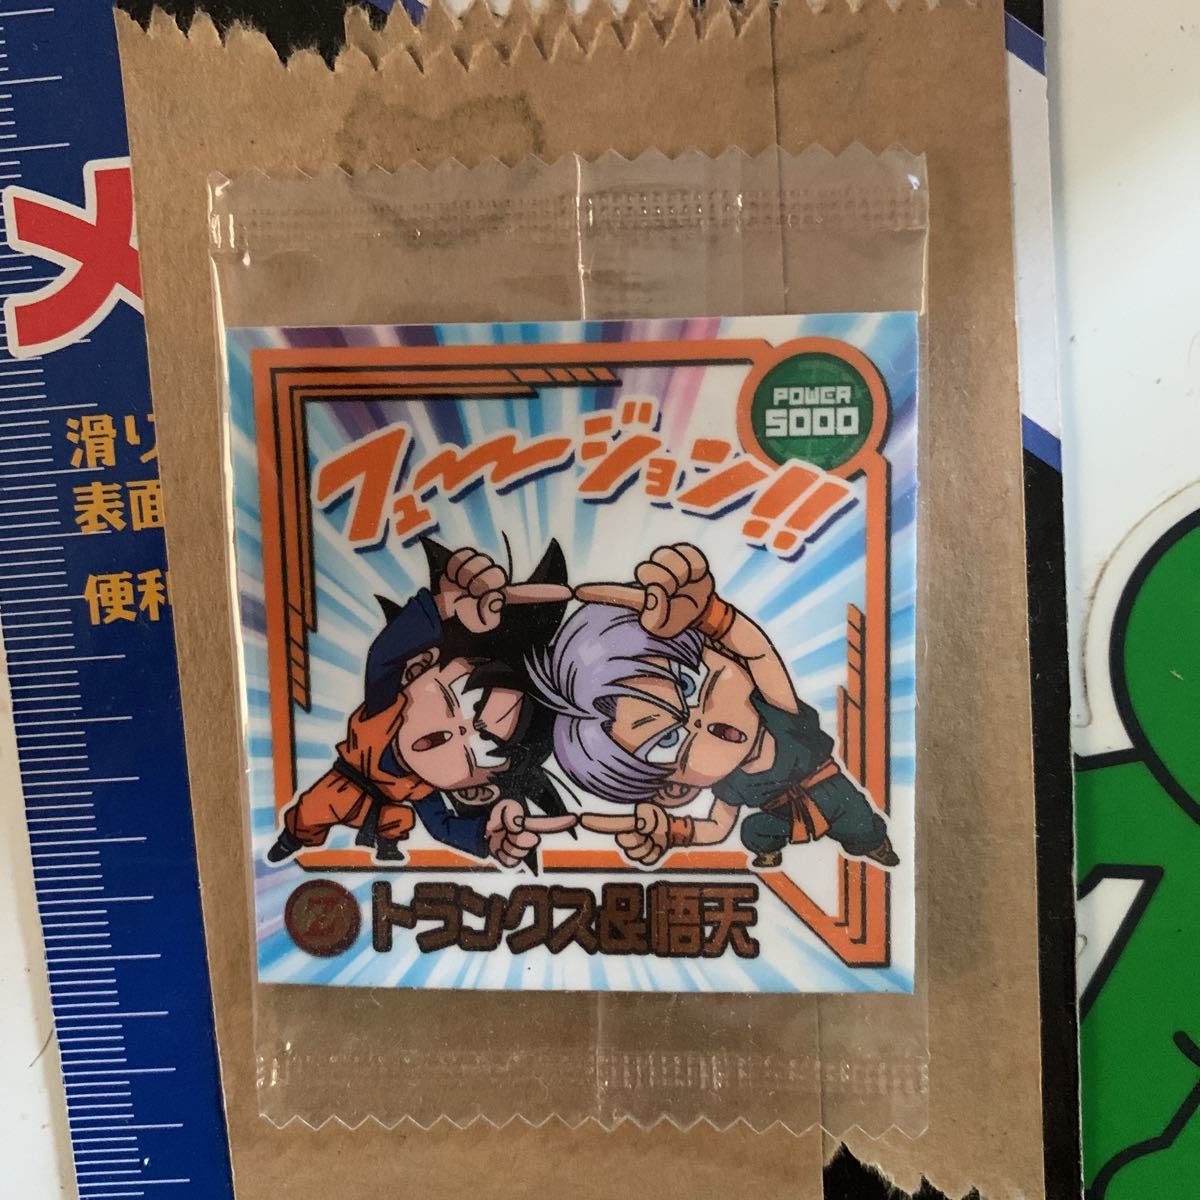 メ
滑り
表面
便利
POWER
5000
フュージョン!!
Z トランクス&悟天